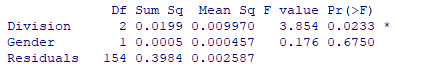 Df Sum Sq Mean Sq F value Pr(>F)
Division 2 0.0199 0.009970 3.854 0.0233 *
Gender 1 0.0005 0.000457 0.176 0.6750
Residuals 154 0.3984 0.002587